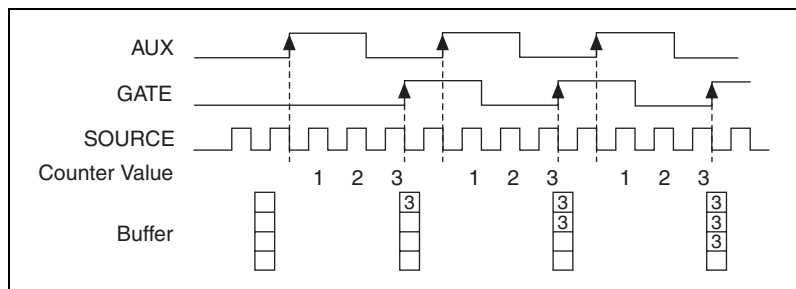 AUX
GATE
SOURCE
Counter Value 1 2 3 1 2 3 1 2 3
3 3 3
Buffer 3 3
3